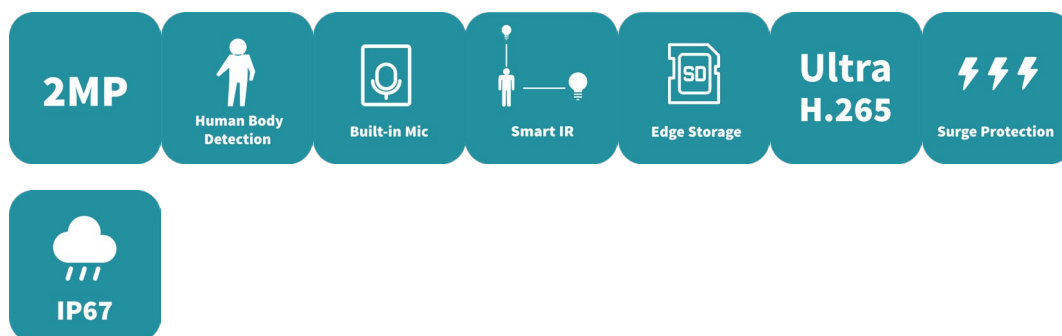 2MP
Human Body
Detection
Built-in Mic
Smart IR
SD
Edge Storage
Ultra
H.265
Surge Protection
IP67